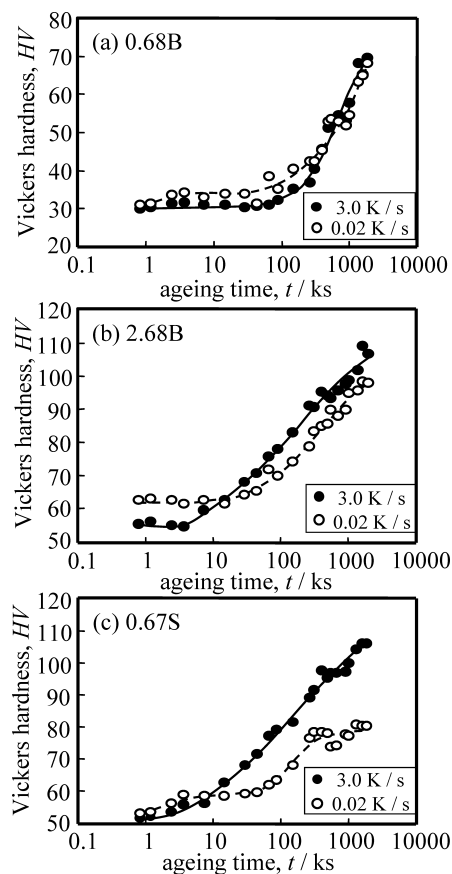 (a) 0.68B
Vickers hardness, HV
70
60
50
40
30
20
3.0 K / s
0.02 K / s
0.1 1 10 100 1000 10000
ageing time, t / ks
(b) 2.68B
Vickers hardness, HV
120
110
100
90
80
70
60
50
3.0 K / s
0.02 K / s
0.1 1 10 100 1000 10000
ageing time, t / ks
(c) 0.67S
Vickers hardness, HV
120
110
100
90
80
70
60
50
3.0 K / s
0.02 K / s
0.1 1 10 100 1000 10000
ageing time, t / ks